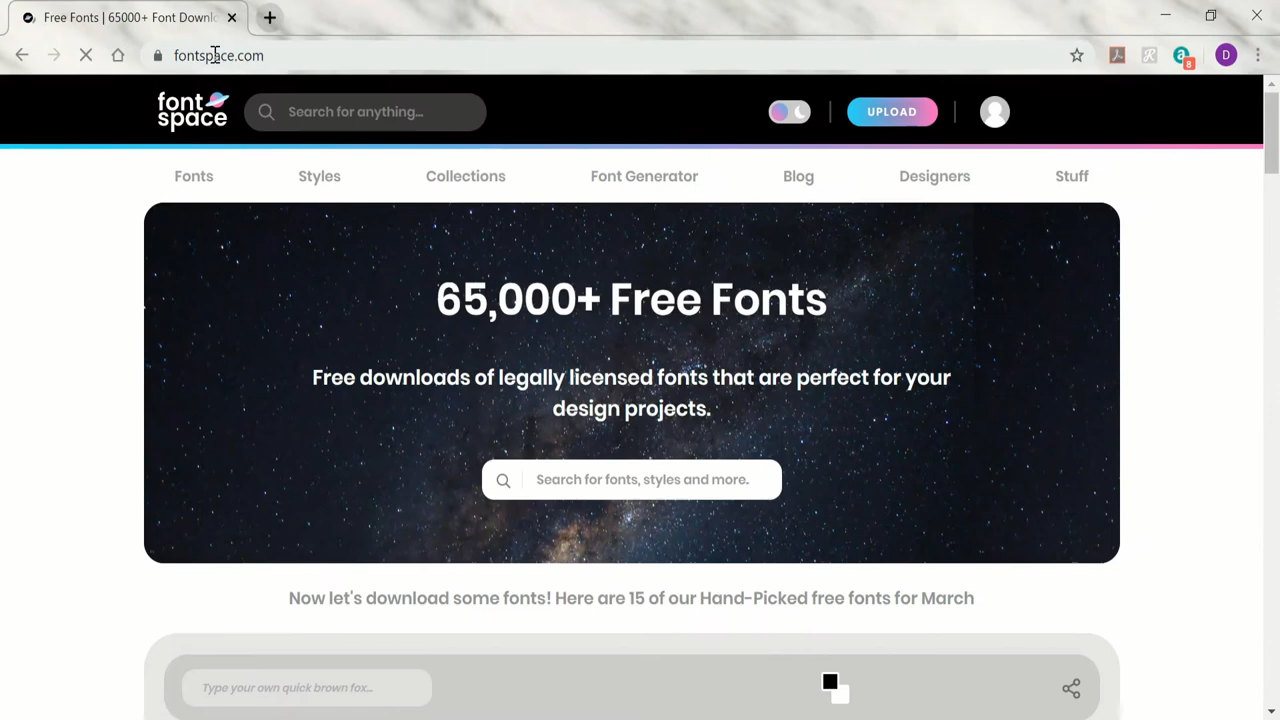 Free Fonts | 65000+ Font Downl
fontspace.com
8
D
font
space
Search for anything...
UPLOAD
Fonts
Styles
Collections
Font Generator
Blog
Designers
Stuff
65,000+ Free Fonts
Free downloads of legally licensed fonts that are perfect for your
design projects.
Search for fonts, styles and more.
Now let's download some fonts! Here are 15 of our Hand-Picked free fonts for March
Type your own quick brown fox...